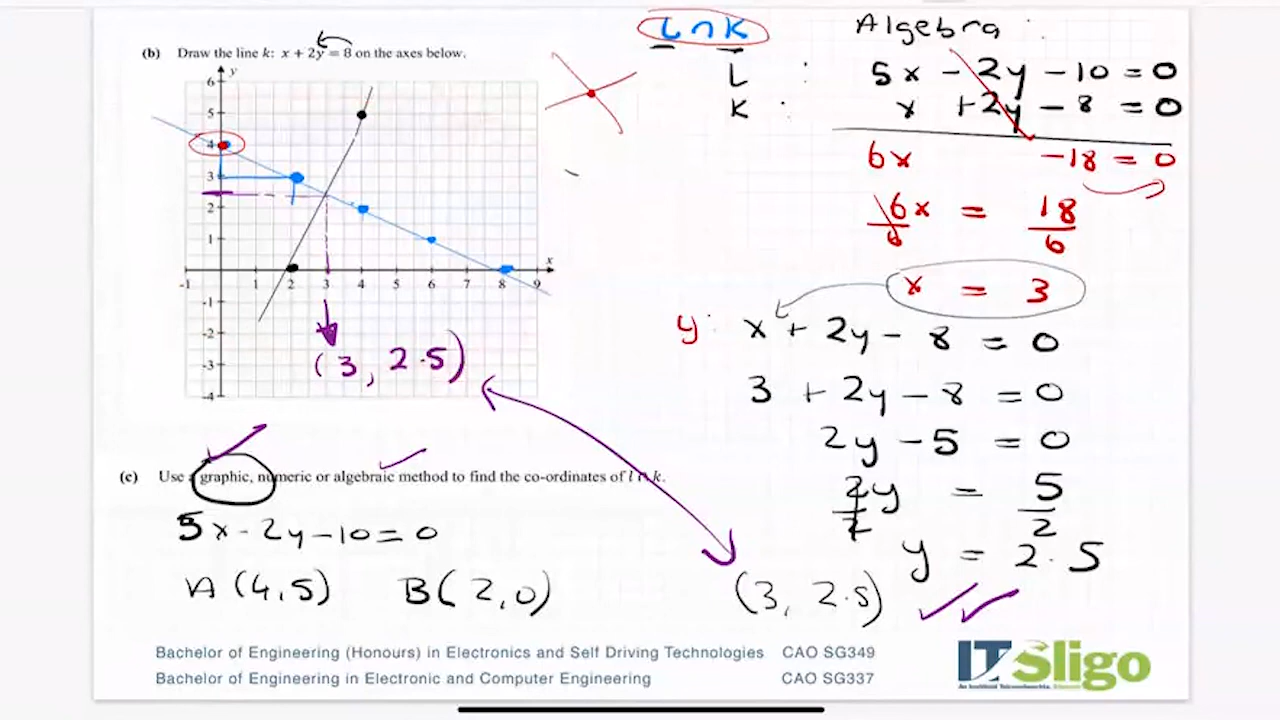 (b) Draw the line k: x + 2y = 8 on the axes below.
y
6
5
4
3
2
1
-1 1 2 3 4 5 6 7 8 9 x
-1
-2
-3
-4
(3, 2.5)
(c) Use a graphic, numeric or algebraic method to find the co-ordinates of l ∩ k.
5x - 2y - 10 = 0
A (4,5) B (2,0)
L ∩ K Algebra:
L : 5x - 2y - 10 = 0
K : x + 2y - 8 = 0
6x - 18 = 0
6x = 18
6 6
x = 3
y: x + 2y - 8 = 0
3 + 2y - 8 = 0
2y - 5 = 0
2y = 5
2 2
y = 2.5
(3, 2.5)
Bachelor of Engineering (Honours) in Electronics and Self Driving Technologies CAO SG349
Bachelor of Engineering in Electronic and Computer Engineering CAO SG337
IT Sligo